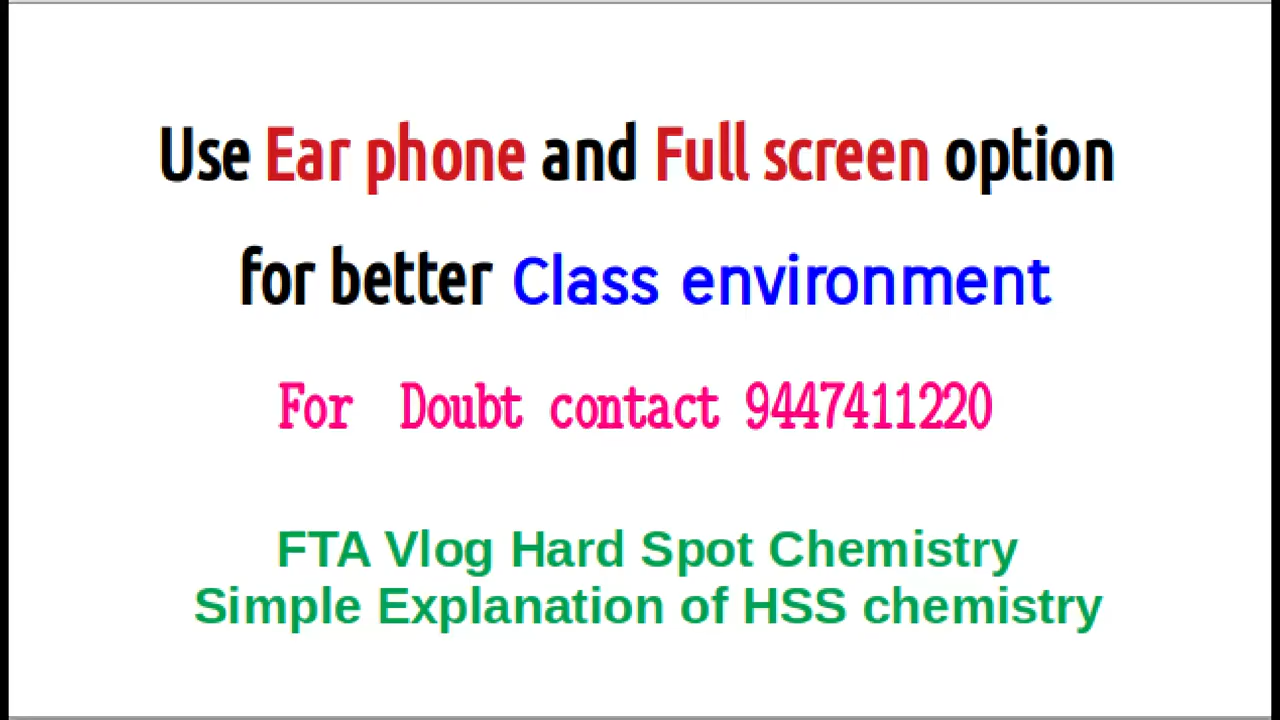 Use Ear phone and Full screen option
for better Class environment
For Doubt contact 9447411220
FTA Vlog Hard Spot Chemistry
Simple Explanation of HSS chemistry